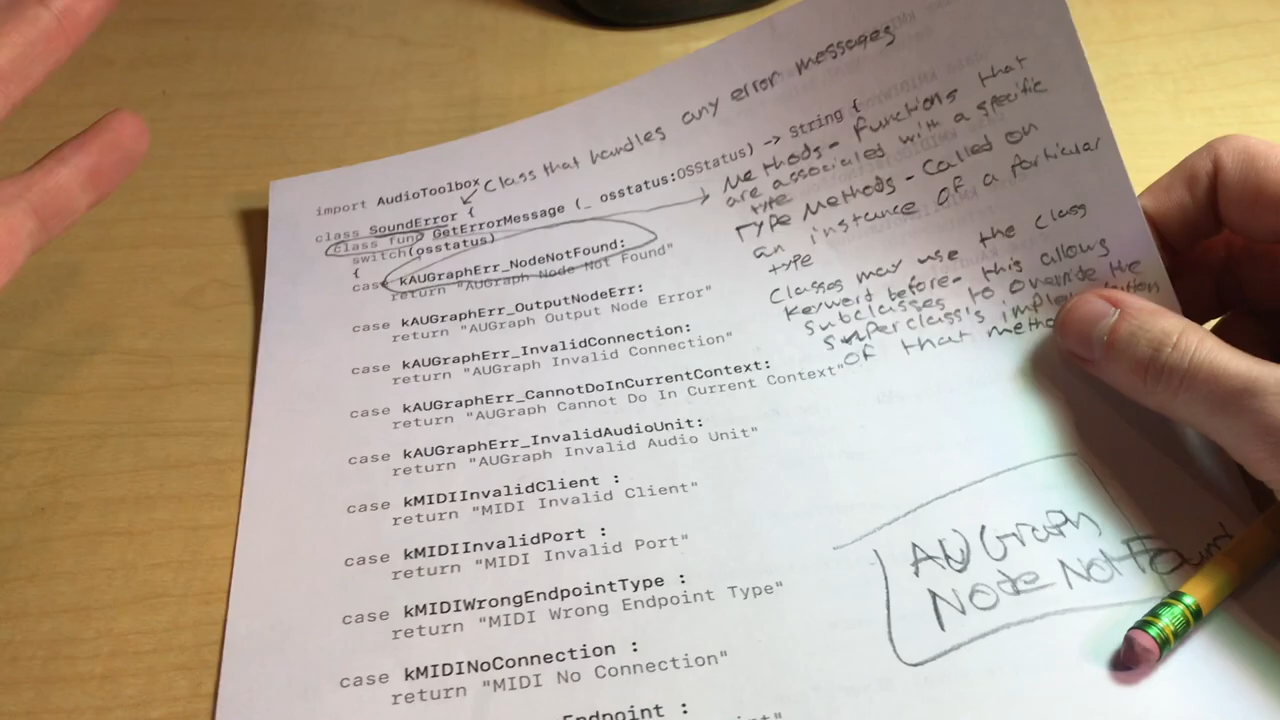 Class that handles any error messages
import AudioToolbox
class SoundError {
class func GetErrorMessage (_ osstatus:OSStatus) -> String {
switch(osstatus)
{
case kAUGraphErr_NodeNotFound:
return "AUGraph Node Not Found"
case kAUGraphErr_OutputNodeErr:
return "AUGraph Output Node Error"
case kAUGraphErr_InvalidConnection:
return "AUGraph Invalid Connection"
case kAUGraphErr_CannotDoInCurrentContext:
return "AUGraph Cannot Do In Current Context"
case kAUGraphErr_InvalidAudioUnit:
return "AUGraph Invalid Audio Unit"
case kMIDIInvalidClient :
return "MIDI Invalid Client"
case kMIDIInvalidPort :
return "MIDI Invalid Port"
case kMIDIWrongEndpointType :
return "MIDI Wrong Endpoint Type"
case kMIDINoConnection :
return "MIDI No Connection"
Endpoint :
Methods - Functions that
are associated with a specific
type
Type Methods - Called on
an instance of a particular
type
Classes may use the class
keyword before - this allows
subclasses to override the
superclass's
of that
AUGraph
Node Not Found